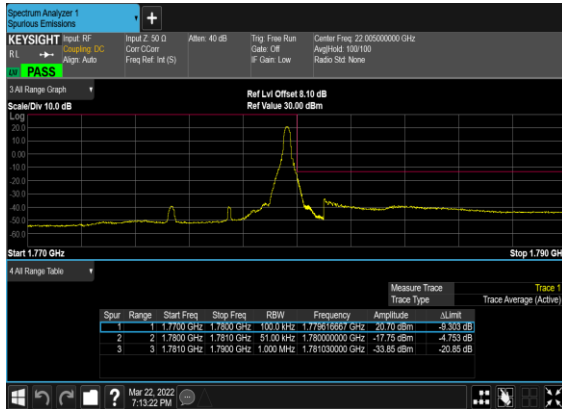 Spectrum Analyzer 1
Spurious Emissions
KEYSIGHT Input: RF Input Z: 50 Ω Atten: 40 dB Trig: Free Run Center Freq: 22.005000000 GHz
R L Coupling: DC Corr CCorr Gate: Off Avg|Hold: 100/100
Align: Auto Freq Ref: Int (S) IF Gain: Low Radio Std: None
LV PASS
3 All Range Graph
Ref Lvl Offset 8.10 dB
Scale/Div 10.0 dB Ref Value 30.00 dBm
Log
20.0
10.0
0.00
-10.0
-20.0
-30.0
-40.0
-50.0
-60.0
Start 1.770 GHz Stop 1.790 GH
4 All Range Table
Measure Trace Trace 1
Trace Type Trace Average (Active)
Spur Range Start Freq Stop Freq RBW Frequency Amplitude ΔLimit
1 1 1.7700 GHz 1.7800 GHz 100.0 kHz 1.779616667 GHz 20.70 dBm -9.303 dB
2 2 1.7800 GHz 1.7810 GHz 51.00 kHz 1.780000000 GHz -17.75 dBm -4.753 dB
3 3 1.7810 GHz 1.7900 GHz 1.000 MHz 1.781030000 GHz -33.85 dBm -20.85 dB
Mar 22, 2022
7:13:22 PM